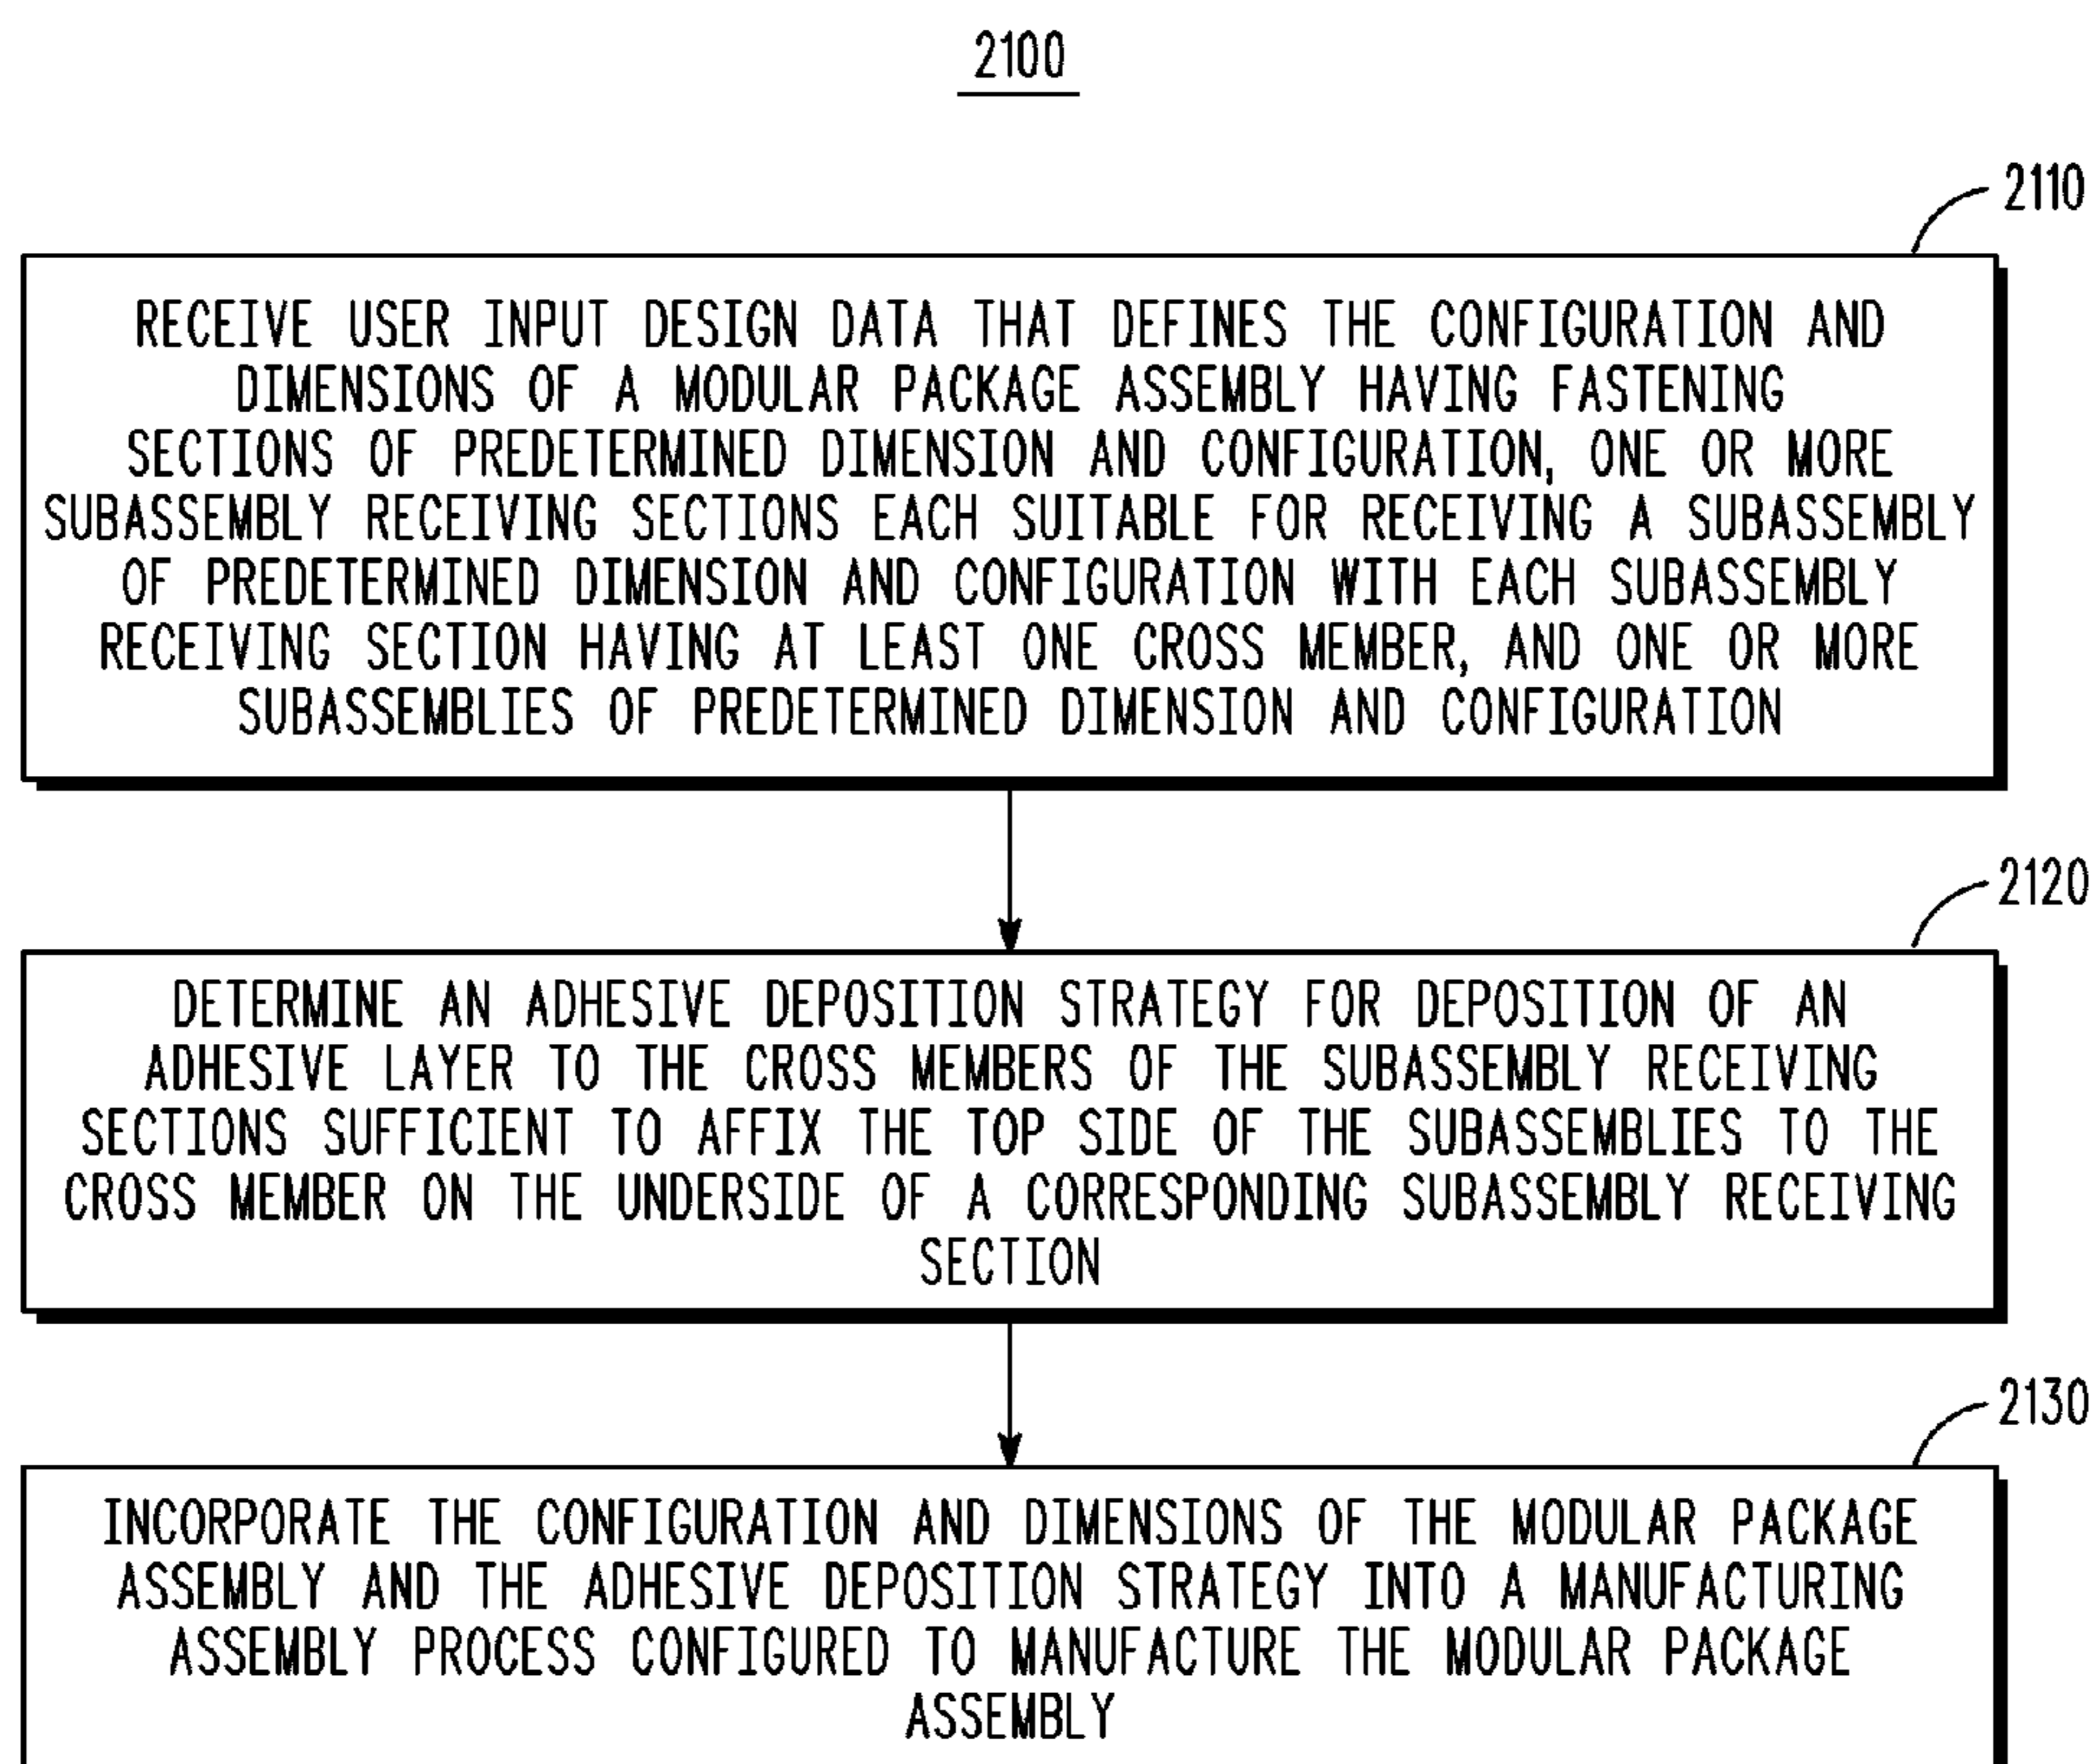 2100
2110
RECEIVE USER INPUT DESIGN DATA THAT DEFINES THE CONFIGURATION AND
DIMENSIONS OF A MODULAR PACKAGE ASSEMBLY HAVING FASTENING
SECTIONS OF PREDETERMINED DIMENSION AND CONFIGURATION, ONE OR MORE
SUBASSEMBLY RECEIVING SECTIONS EACH SUITABLE FOR RECEIVING A SUBASSEMBLY
OF PREDETERMINED DIMENSION AND CONFIGURATION WITH EACH SUBASSEMBLY
RECEIVING SECTION HAVING AT LEAST ONE CROSS MEMBER, AND ONE OR MORE
SUBASSEMBLIES OF PREDETERMINED DIMENSION AND CONFIGURATION
2120
DETERMINE AN ADHESIVE DEPOSITION STRATEGY FOR DEPOSITION OF AN
ADHESIVE LAYER TO THE CROSS MEMBERS OF THE SUBASSEMBLY RECEIVING
SECTIONS SUFFICIENT TO AFFIX THE TOP SIDE OF THE SUBASSEMBLIES TO THE
CROSS MEMBER ON THE UNDERSIDE OF A CORRESPONDING SUBASSEMBLY RECEIVING
SECTION
2130
INCORPORATE THE CONFIGURATION AND DIMENSIONS OF THE MODULAR PACKAGE
ASSEMBLY AND THE ADHESIVE DEPOSITION STRATEGY INTO A MANUFACTURING
ASSEMBLY PROCESS CONFIGURED TO MANUFACTURE THE MODULAR PACKAGE
ASSEMBLY